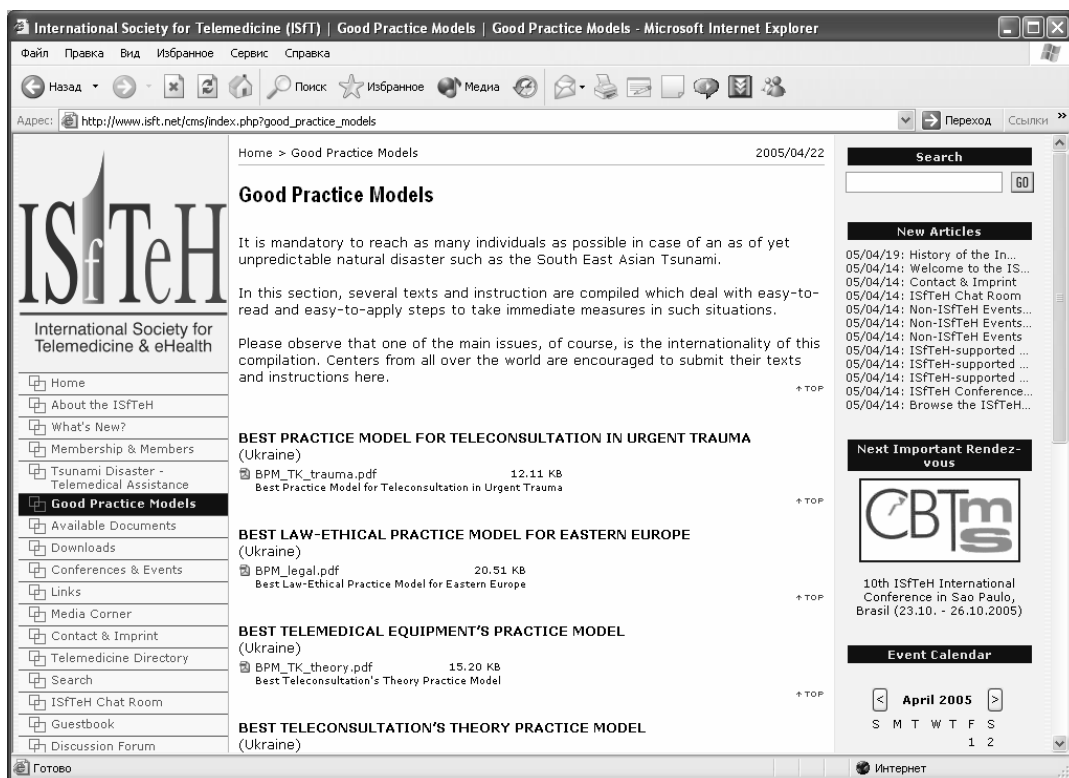 International Society for Telemedicine (ISfT) | Good Practice Models | Good Practice Models - Microsoft Internet Explorer
Файл Правка Вид Избранное Сервис Справка
Назад Поиск Избранное Медиа
Адрес: http://www.isft.net/cms/index.php?good_practice_models Переход Ссылки »
ISfTeH
International Society for
Telemedicine & eHealth
Home
About the ISfTeH
What's New?
Membership & Members
Tsunami Disaster -
Telemedical Assistance
Good Practice Models
Available Documents
Downloads
Conferences & Events
Links
Media Corner
Contact & Imprint
Telemedicine Directory
Search
ISfTeH Chat Room
Guestbook
Discussion Forum
Home > Good Practice Models 2005/04/22
Good Practice Models
It is mandatory to reach as many individuals as possible in case of an as of yet
unpredictable natural disaster such as the South East Asian Tsunami.
In this section, several texts and instruction are compiled which deal with easy-to-
read and easy-to-apply steps to take immediate measures in such situations.
Please observe that one of the main issues, of course, is the internationality of this
compilation. Centers from all over the world are encouraged to submit their texts
and instructions here.
↑ TOP
BEST PRACTICE MODEL FOR TELECONSULTATION IN URGENT TRAUMA
(Ukraine)
BPM_TK_trauma.pdf 12.11 KB
Best Practice Model for Teleconsultation in Urgent Trauma
↑ TOP
BEST LAW-ETHICAL PRACTICE MODEL FOR EASTERN EUROPE
(Ukraine)
BPM_legal.pdf 20.51 KB
Best Law-Ethical Practice Model for Eastern Europe
↑ TOP
BEST TELEMEDICAL EQUIPMENT'S PRACTICE MODEL
(Ukraine)
BPM_TK_theory.pdf 15.20 KB
Best Teleconsultation's Theory Practice Model
↑ TOP
BEST TELECONSULTATION'S THEORY PRACTICE MODEL
(Ukraine)
Search
GO
New Articles
05/04/19: History of the In...
05/04/14: Welcome to the IS...
05/04/14: Contact & Imprint
05/04/14: ISfTeH Chat Room
05/04/14: Non-ISfTeH Events...
05/04/14: Non-ISfTeH Events...
05/04/14: Non-ISfTeH Events
05/04/14: ISfTeH-supported ...
05/04/14: ISfTeH-supported ...
05/04/14: ISfTeH-supported ...
05/04/14: ISfTeH Conference...
05/04/14: Browse the ISfTeH...
Next Important Rendez-
vous
CBTms
10th ISfTeH International
Conference in Sao Paulo,
Brasil (23.10. - 26.10.2005)
Event Calendar
< April 2005 >
S M T W T F S
1 2
Готово Интернет